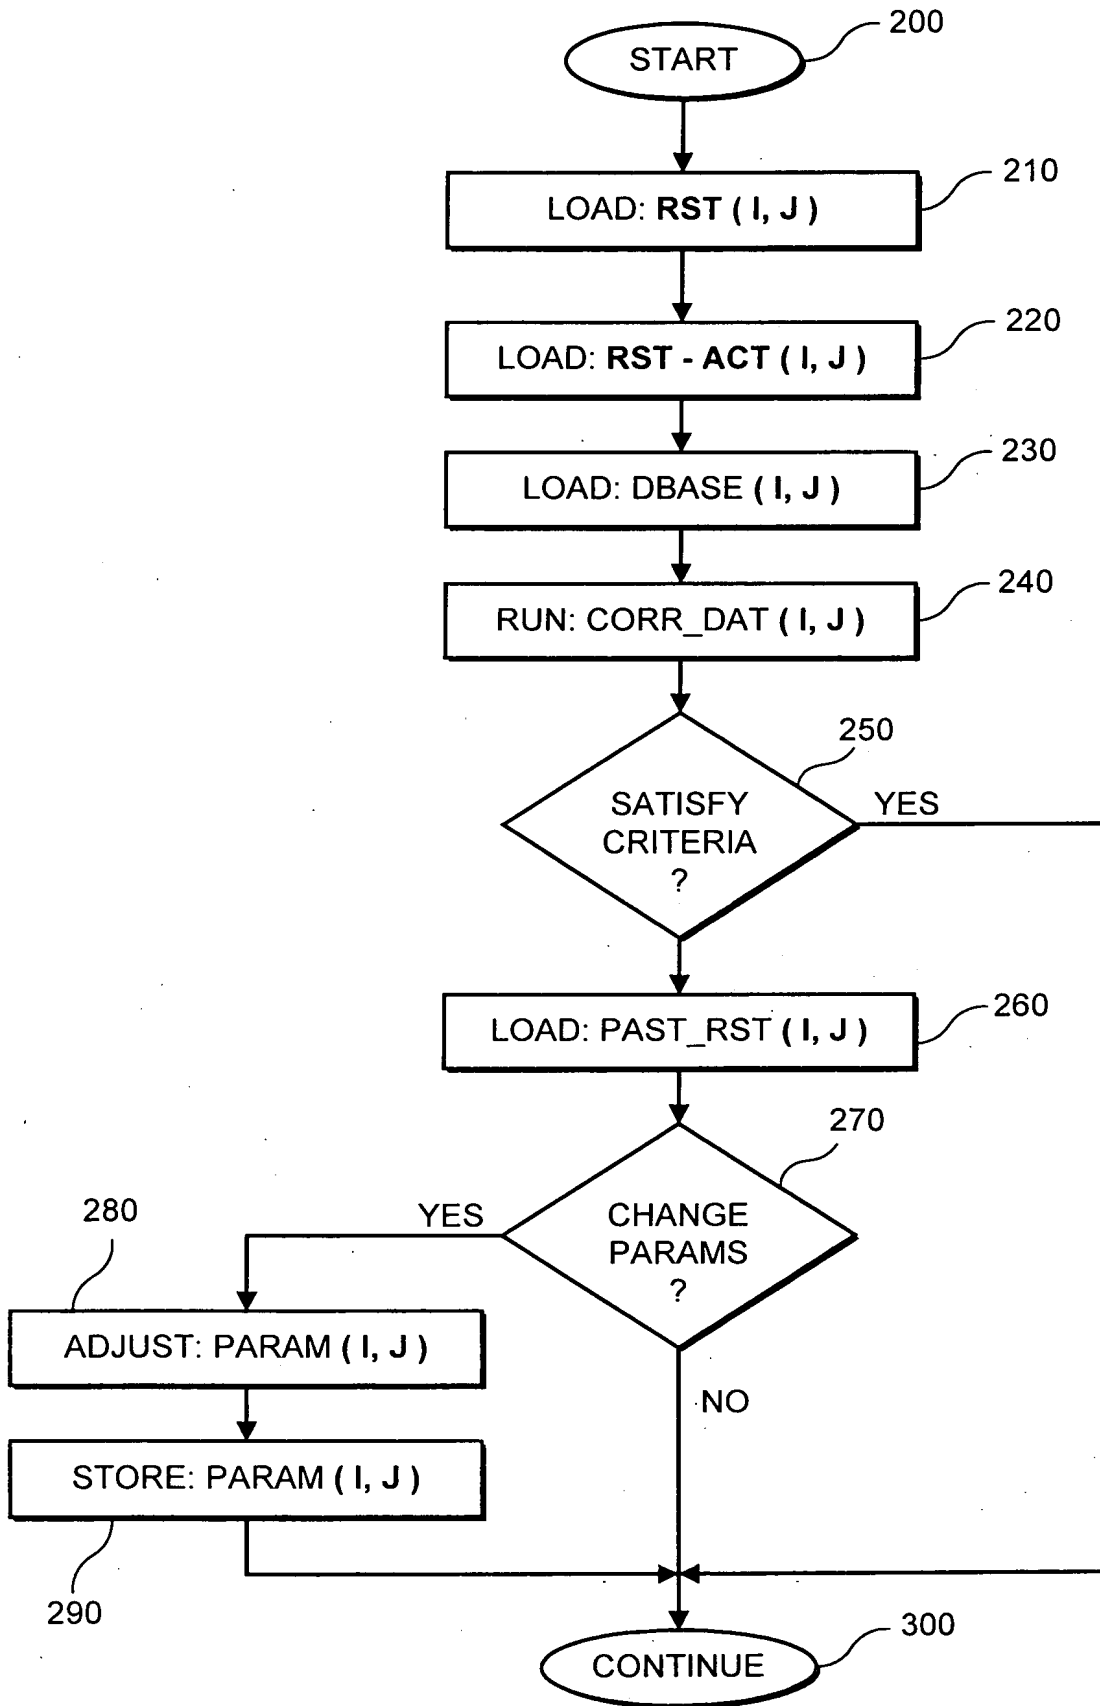 200
START
210
LOAD: RST ( I, J )
220
LOAD: RST - ACT ( I, J )
230
LOAD: DBASE ( I, J )
240
RUN: CORR_DAT ( I, J )
250
SATISFY
CRITERIA
?
YES
260
LOAD: PAST_RST ( I, J )
270
CHANGE
PARAMS
?
YES
280
ADJUST: PARAM ( I, J )
NO
STORE: PARAM ( I, J )
290
300
CONTINUE